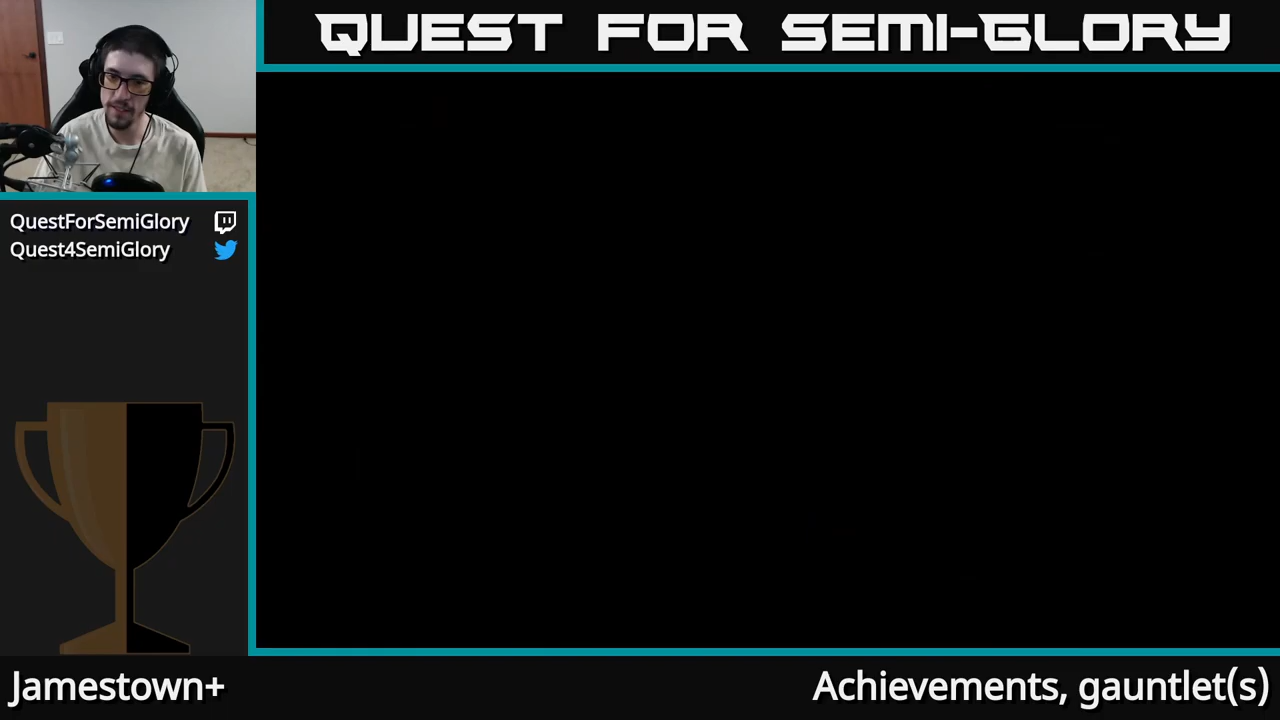 QUEST FOR SEMI-GLORY
QuestForSemiGlory
Quest4SemiGlory
Jamestown+
Achievements, gauntlet(s)